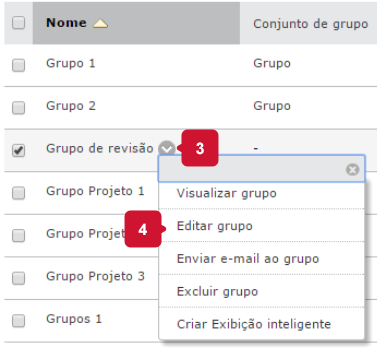 Nome Conjunto de grupo
Grupo 1 Grupo
Grupo 2 Grupo
Grupo de revisão 3 -
Grupo Projeto 1 Visualizar grupo
Grupo Projet 4 Editar grupo
Enviar e-mail ao grupo
Grupo Projeto 3 Excluir grupo
Grupos 1 Criar Exibição inteligente